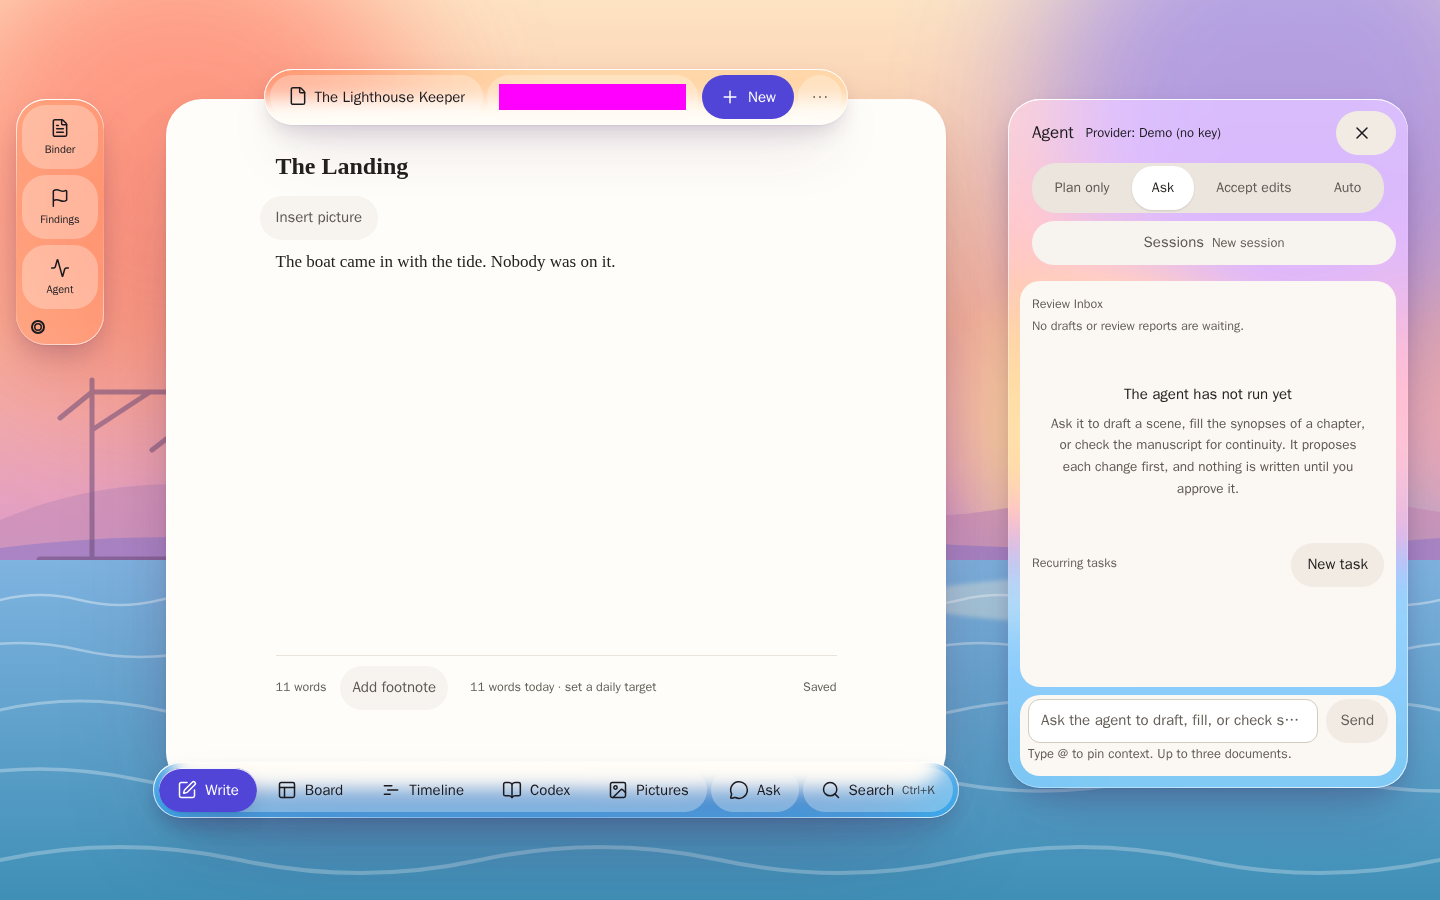 The Lighthouse Keeper
New
Binder
Findings
Agent
The Landing
Insert picture
The boat came in with the tide. Nobody was on it.
11 words
Add footnote
11 words today · set a daily target
Saved
Write
Board
Timeline
Codex
Pictures
Ask
Search Ctrl+K
Agent Provider: Demo (no key)
Plan only
Ask
Accept edits
Auto
Sessions New session
Review Inbox
No drafts or review reports are waiting.
The agent has not run yet
Ask it to draft a scene, fill the synopses of a chapter,
or check the manuscript for continuity. It proposes
each change first, and nothing is written until you
approve it.
Recurring tasks
New task
Ask the agent to draft, fill, or check s···
Send
Type @ to pin context. Up to three documents.